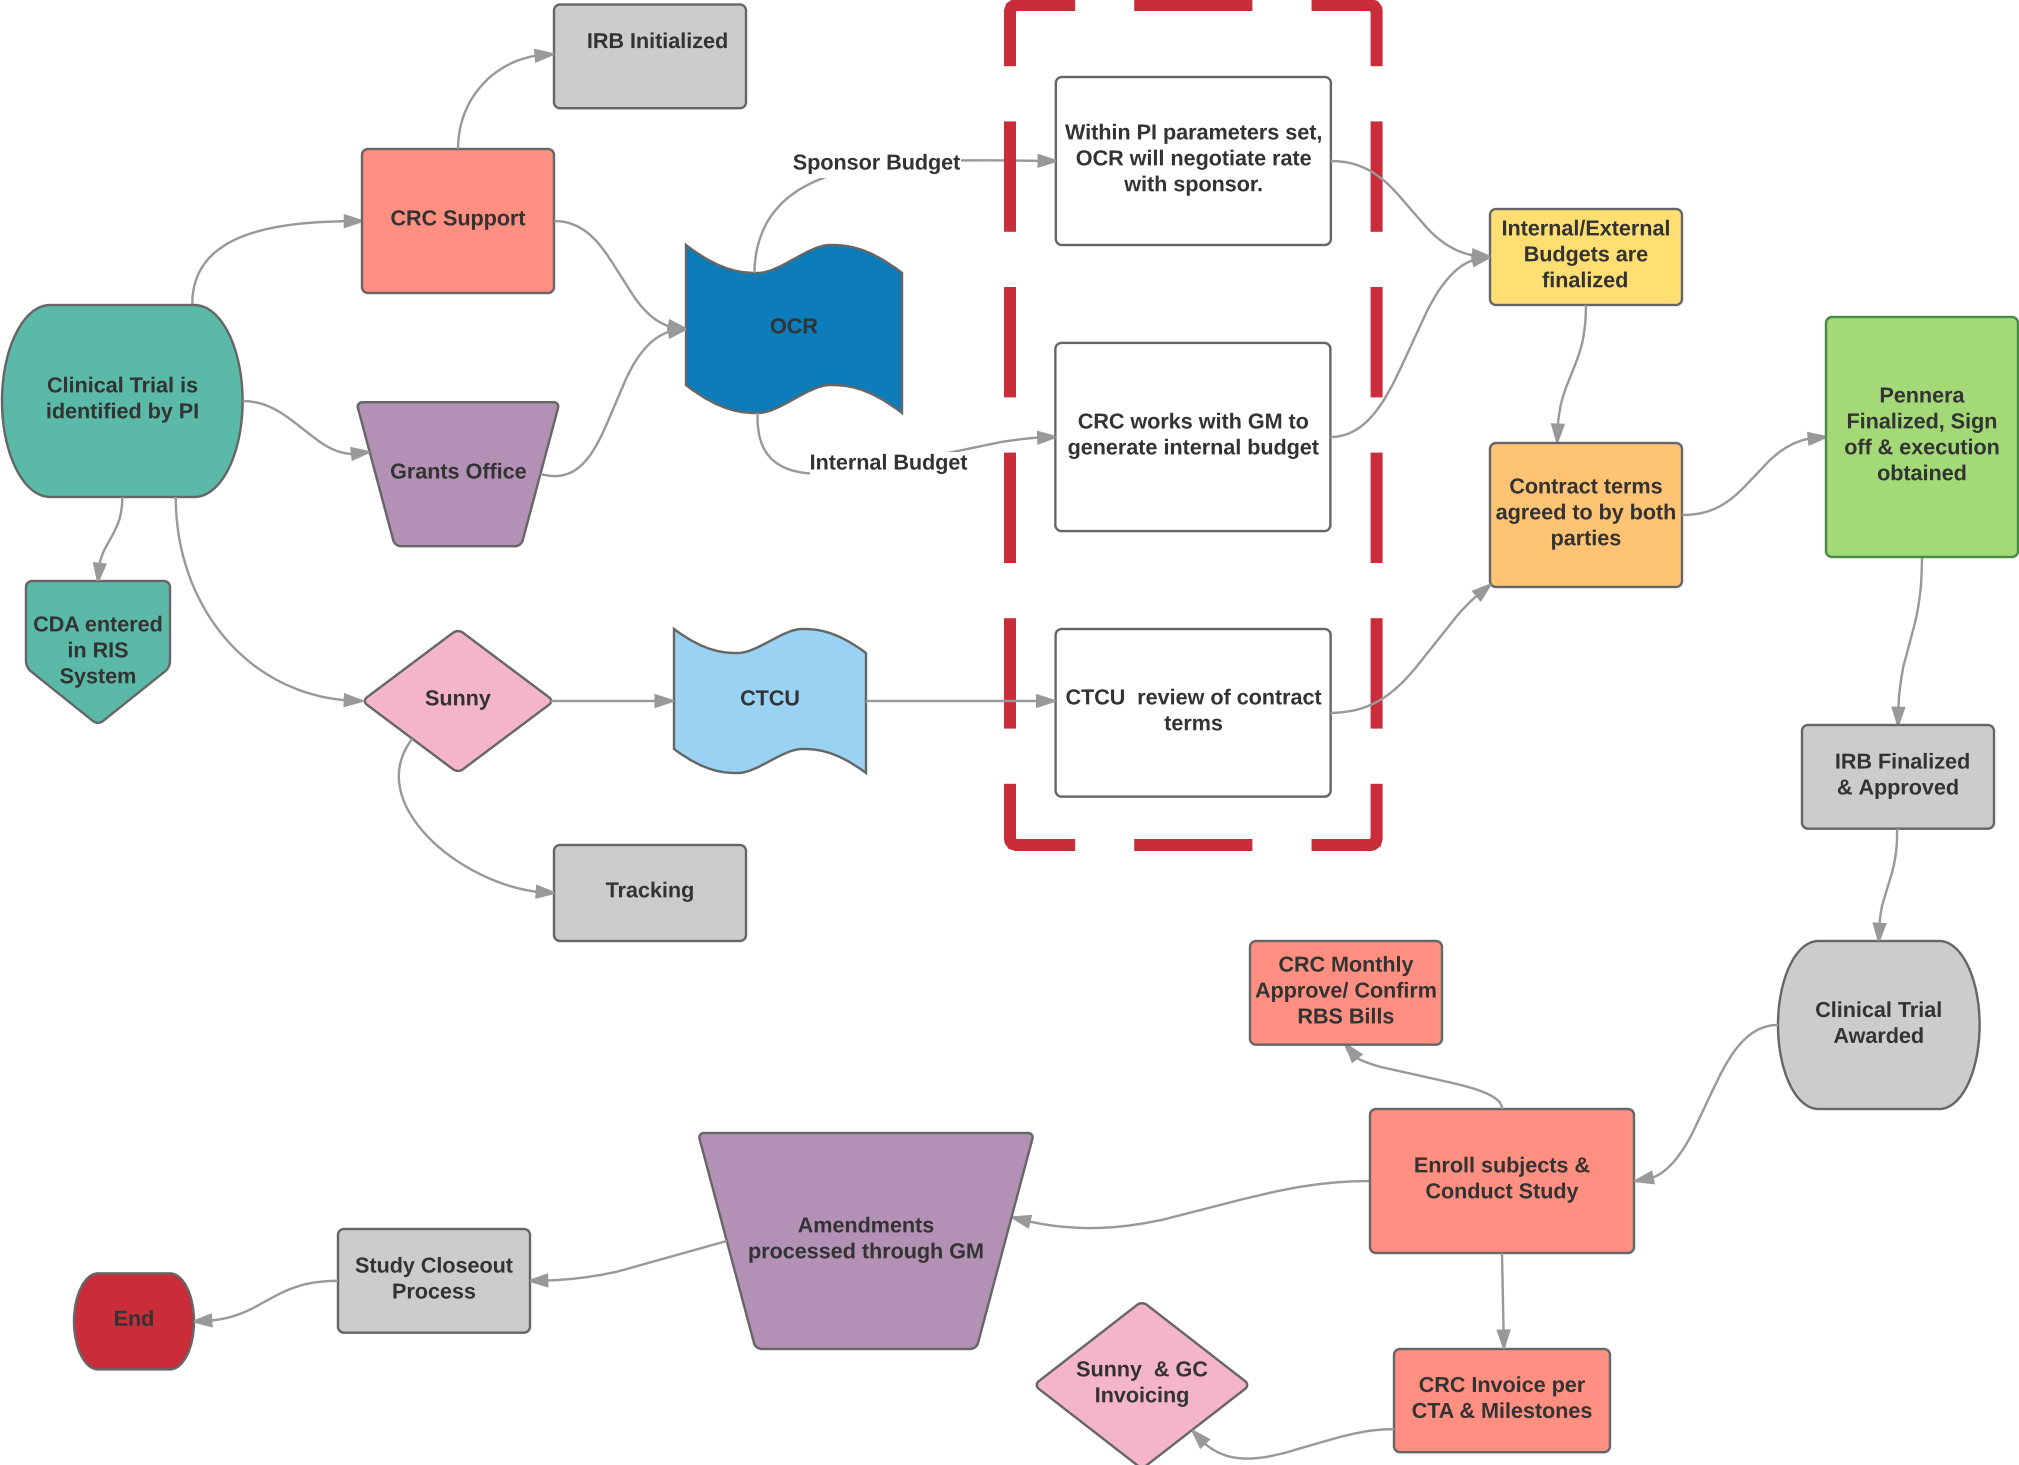 IRB Initialized
CRC Support
Clinical Trial is
identified by PI
Grants Office
CDA entered
in RIS
System
Sunny
Tracking
OCR
CTCU
Sponsor Budget
Internal Budget
Within PI parameters set,
OCR will negotiate rate
with sponsor.
CRC works with GM to
generate internal budget
CTCU  review of contract
terms
Internal/External
Budgets are
finalized
Contract terms
agreed to by both
parties
Pennera
Finalized, Sign
off & execution
obtained
IRB Finalized
& Approved
Clinical Trial
Awarded
CRC Monthly
Approve/ Confirm
RBS Bills
Enroll subjects &
Conduct Study
CRC Invoice per
CTA & Milestones
Sunny  & GC
Invoicing
Amendments
processed through GM
Study Closeout
Process
End